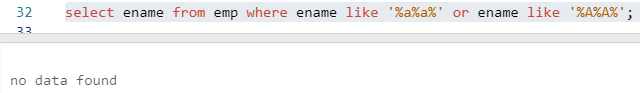 32 select ename from emp where ename like '%a%a%' or ename like '%A%A%';
33
no data found